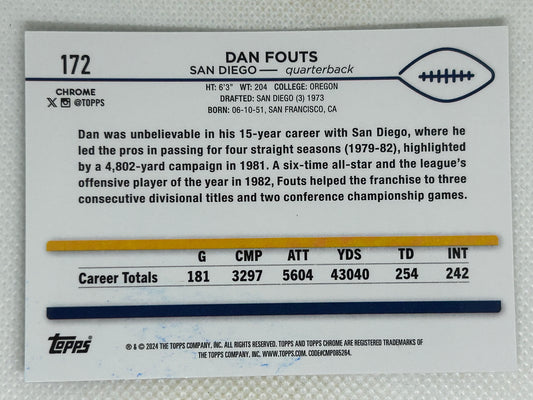 172
DAN FOUTS
SAN DIEGO — quarterback
CHROME
@TOPPS
HT: 6'3" WT: 204 COLLEGE: OREGON
DRAFTED: SAN DIEGO (3) 1973
BORN: 06-10-51, SAN FRANCISCO, CA
Dan was unbelievable in his 15-year career with San Diego, where he
led the pros in passing for four straight seasons (1979-82), highlighted
by a 4,802-yard campaign in 1981. A six-time all-star and the league's
offensive player of the year in 1982, Fouts helped the franchise to three
consecutive divisional titles and two conference championship games.
G CMP ATT YDS TD INT
Career Totals 181 3297 5604 43040 254 242
Topps
® & © 2024 THE TOPPS COMPANY, INC. ALL RIGHTS RESERVED. TOPPS AND TOPPS CHROME ARE REGISTERED TRADEMARKS OF
THE TOPPS COMPANY, INC. WWW.TOPPS.COM. CODE#CMP085264.